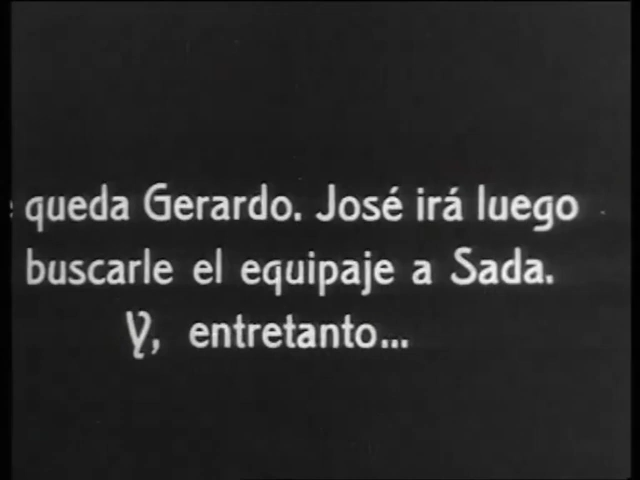 queda Gerardo. José irá luego
buscarle el equipaje a Sada.
Y, entretanto...